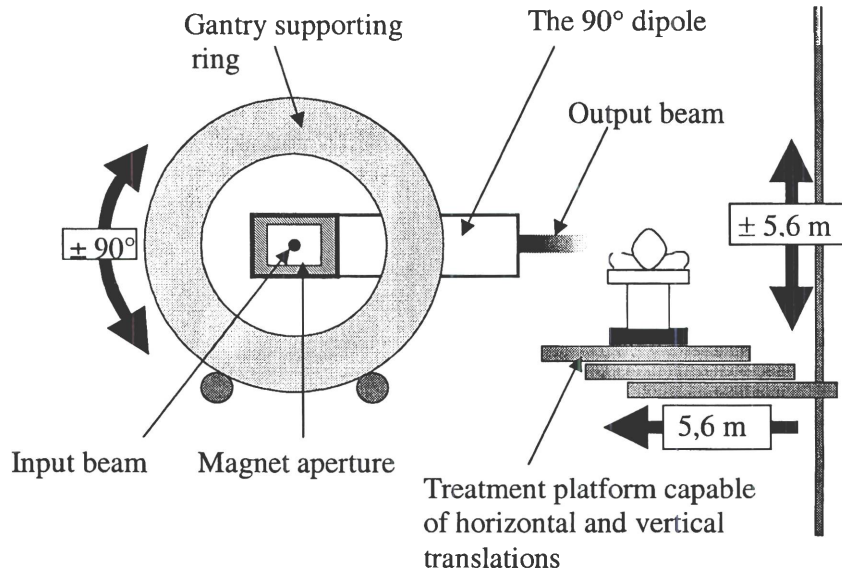 Gantry supporting
ring
The 90° dipole
Output beam
± 90°
± 5,6 m
5,6 m
Input beam
Magnet aperture
Treatment platform capable
of horizontal and vertical
translations